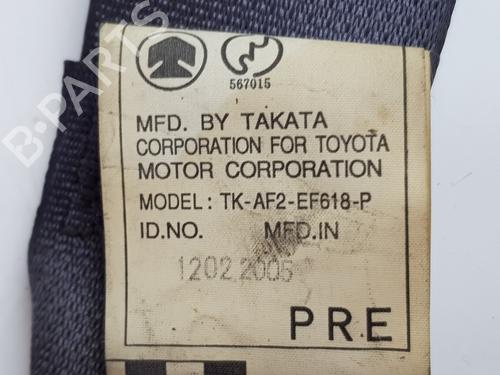 567015
MFD. BY TAKATA
CORPORATION FOR TOYOTA
MOTOR CORPORATION
MODEL: TK-AF2-EF618-P
ID.NO. MFD.IN
1202 2005
PRE
B-PARTS